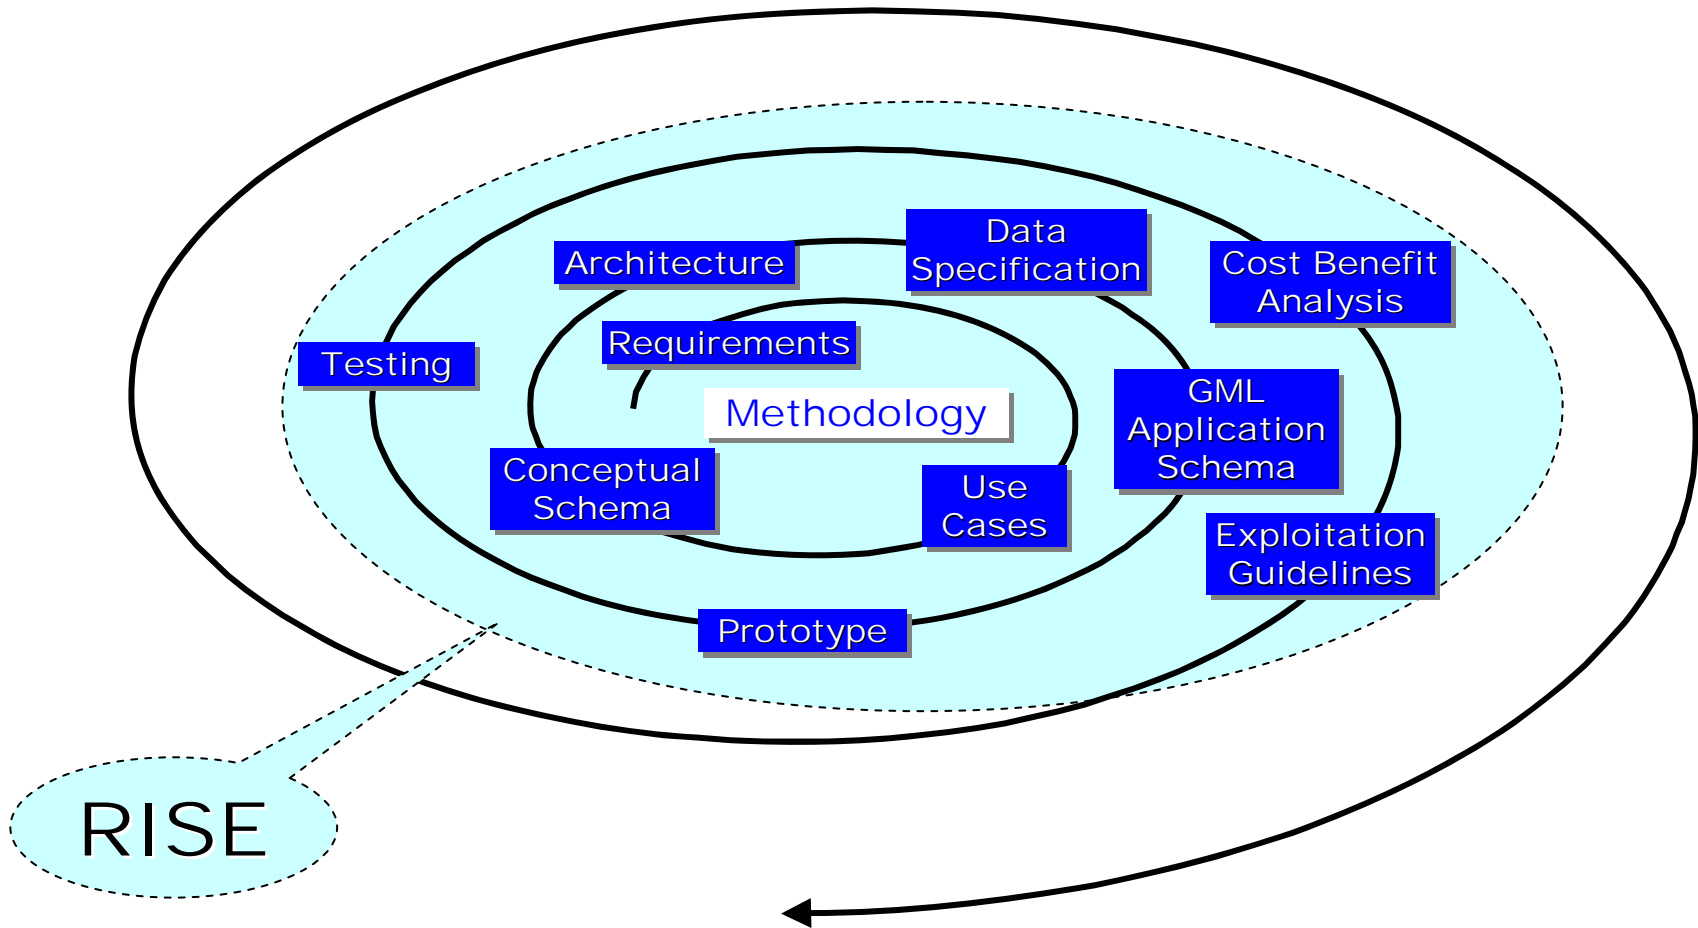 Data
Specification
Architecture
Cost Benefit
Analysis
Requirements
Testing
Methodology
GML
Application
Schema
Conceptual
Schema
Use
Cases
Exploitation
Guidelines
Prototype
RISE